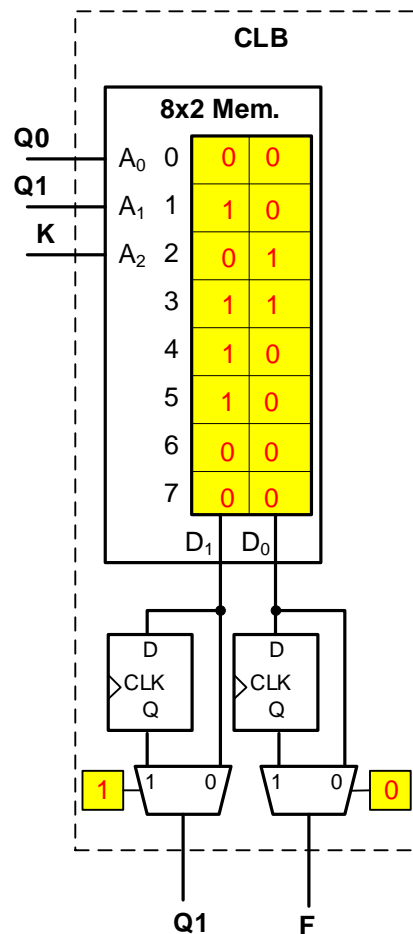 CLB
8x2 Mem.
Q0 A0 0 0 0
Q1 A1 1 1 0
K A2 2 0 1
3 1 1
4 1 0
5 1 0
6 0 0
7 0 0
D1 D0
D D
CLK CLK
Q Q
1 1 0 1 0 0
Q1 F